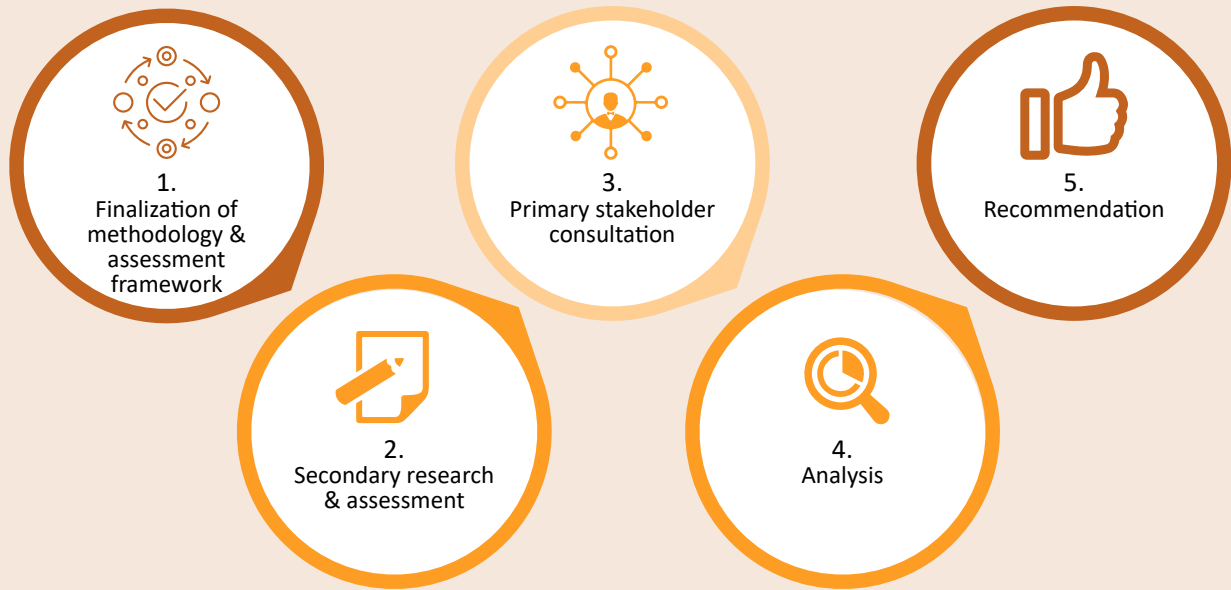 1.
Finalization of
methodology &
assessment
framework
2.
Secondary research
& assessment
3.
Primary stakeholder
consultation
4.
Analysis
5.
Recommendation